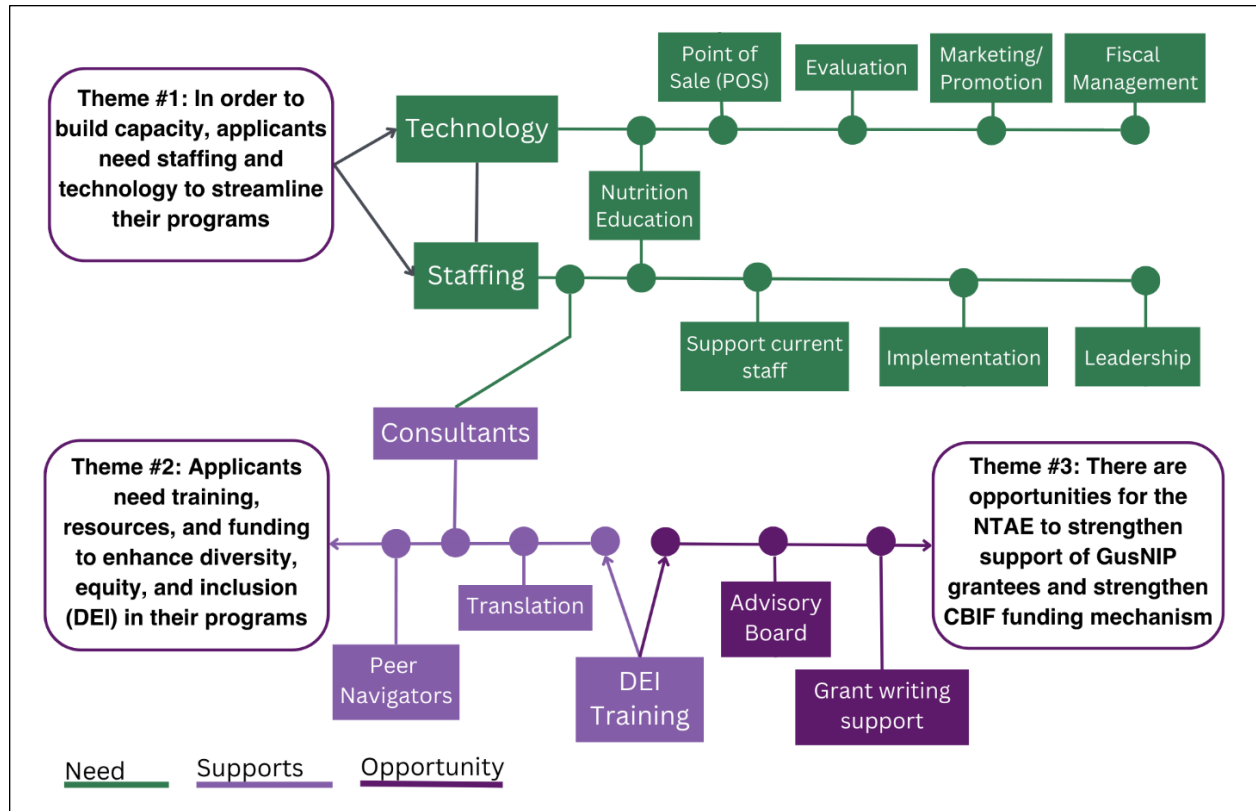 Theme #1: In order to
build capacity, applicants
need staffing and
technology to streamline
their programs
Technology
Point of
Sale (POS)
Evaluation
Marketing/
Promotion
Fiscal
Management
Nutrition
Education
Staffing
Support current
staff
Implementation
Leadership
Consultants
Theme #2: Applicants
need training,
resources, and funding
to enhance diversity,
equity, and inclusion
(DEI) in their programs
Translation
Peer
Navigators
DEI
Training
Advisory
Board
Grant writing
support
Theme #3: There are
opportunities for the
NTAE to strengthen
support of GusNIP
grantees and strengthen
CBIF funding mechanism
Need
Supports
Opportunity